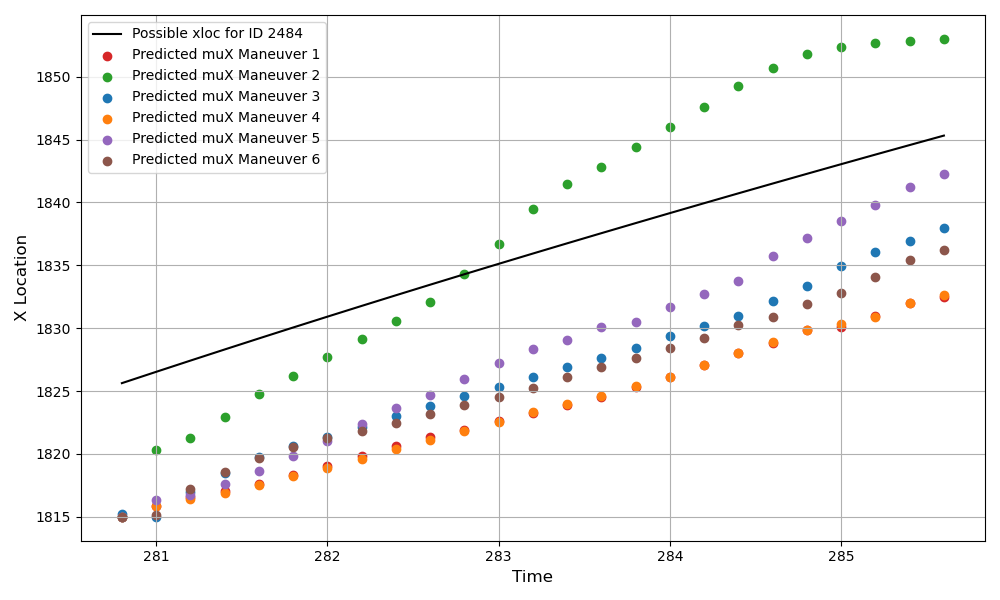 Possible xloc for ID 2484
Predicted muX Maneuver 1
Predicted muX Maneuver 2
Predicted muX Maneuver 3
Predicted muX Maneuver 4
Predicted muX Maneuver 5
Predicted muX Maneuver 6
1850
1845
1840
1835
1830
1825
1820
1815
X Location
281 282 283 284 285
Time